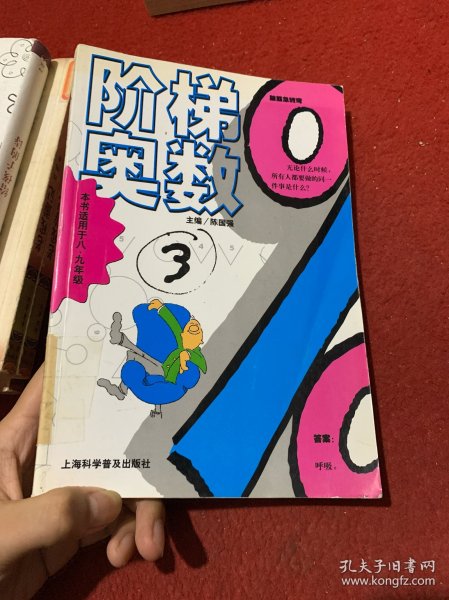 阶梯
奥数
主编/陈国强
本书适用于八、九年级
3
脑筋急转弯
无论什么时候，
所有人都要做的同一
件事是什么？
答案：
呼吸。
上海科学普及出版社
孔夫子旧书网
www.kongfz.com